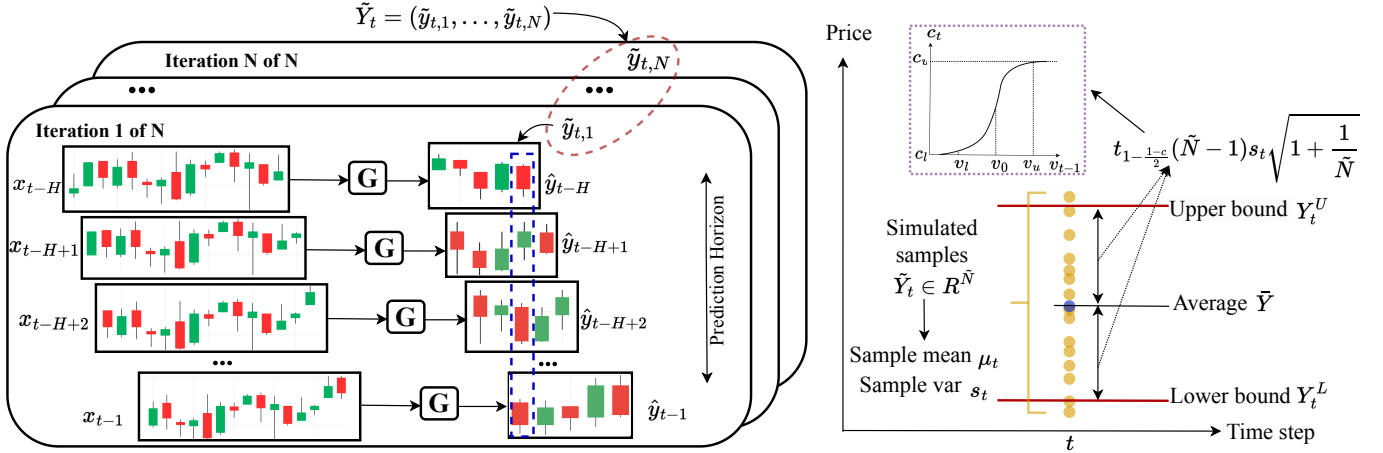 Ỹ_t = (ỹ_{t,1}, . . . , ỹ_{t,N})
Iteration N of N
ỹ_{t,N}
•••
•••
Iteration 1 of N
ỹ_{t,1}
x_{t−H}
G
ŷ_{t−H}
x_{t−H+1}
G
ŷ_{t−H+1}
x_{t−H+2}
G
ŷ_{t−H+2}
•••
•••
x_{t−1}
G
ŷ_{t−1}
Prediction Horizon
Price
c_t
c_u
c_l
v_l
v_0
v_u
v_{t−1}
t_{1−\frac{1−c}{2}}(Ñ − 1)s_t\sqrt{1 + \frac{1}{Ñ}}
Simulated
samples
Ỹ_t ∈ R^Ñ
Sample mean μ_t
Sample var s_t
Upper bound Y_t^U
Average Ȳ
Lower bound Y_t^L
t
Time step